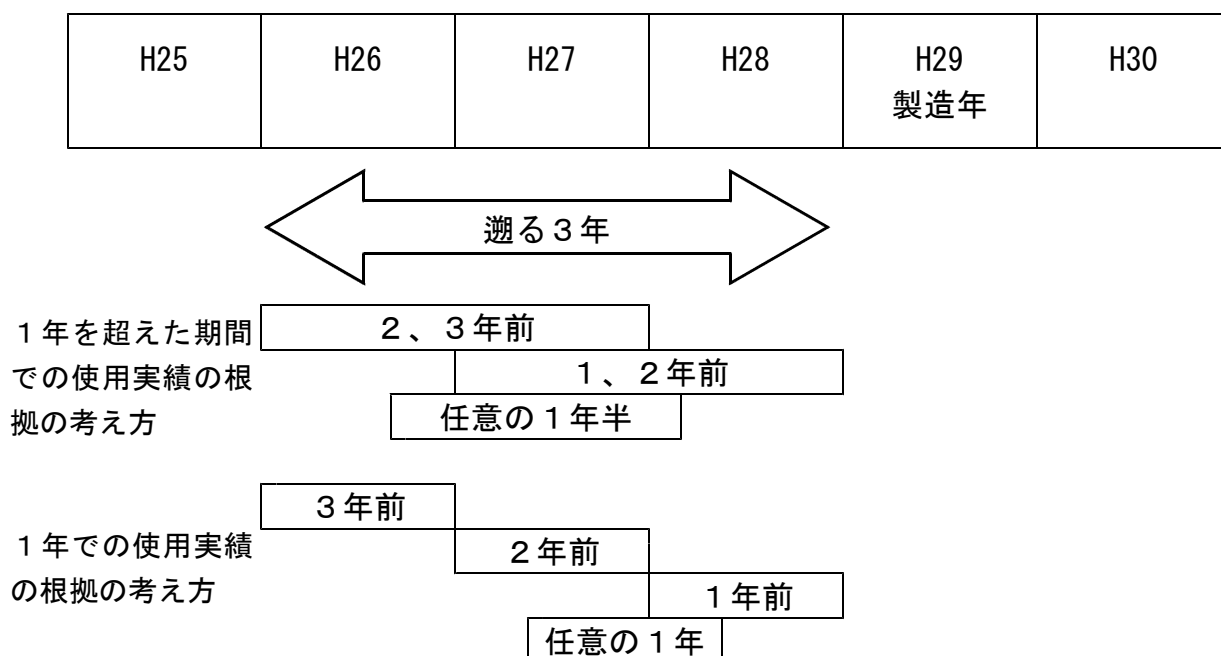 H25 H26 H27 H28 H29 H30
製造年
遡る３年
１年を超えた期間
での使用実績の根
拠の考え方
２、３年前
１、２年前
任意の１年半
１年での使用実績
の根拠の考え方
３年前
２年前
１年前
任意の１年